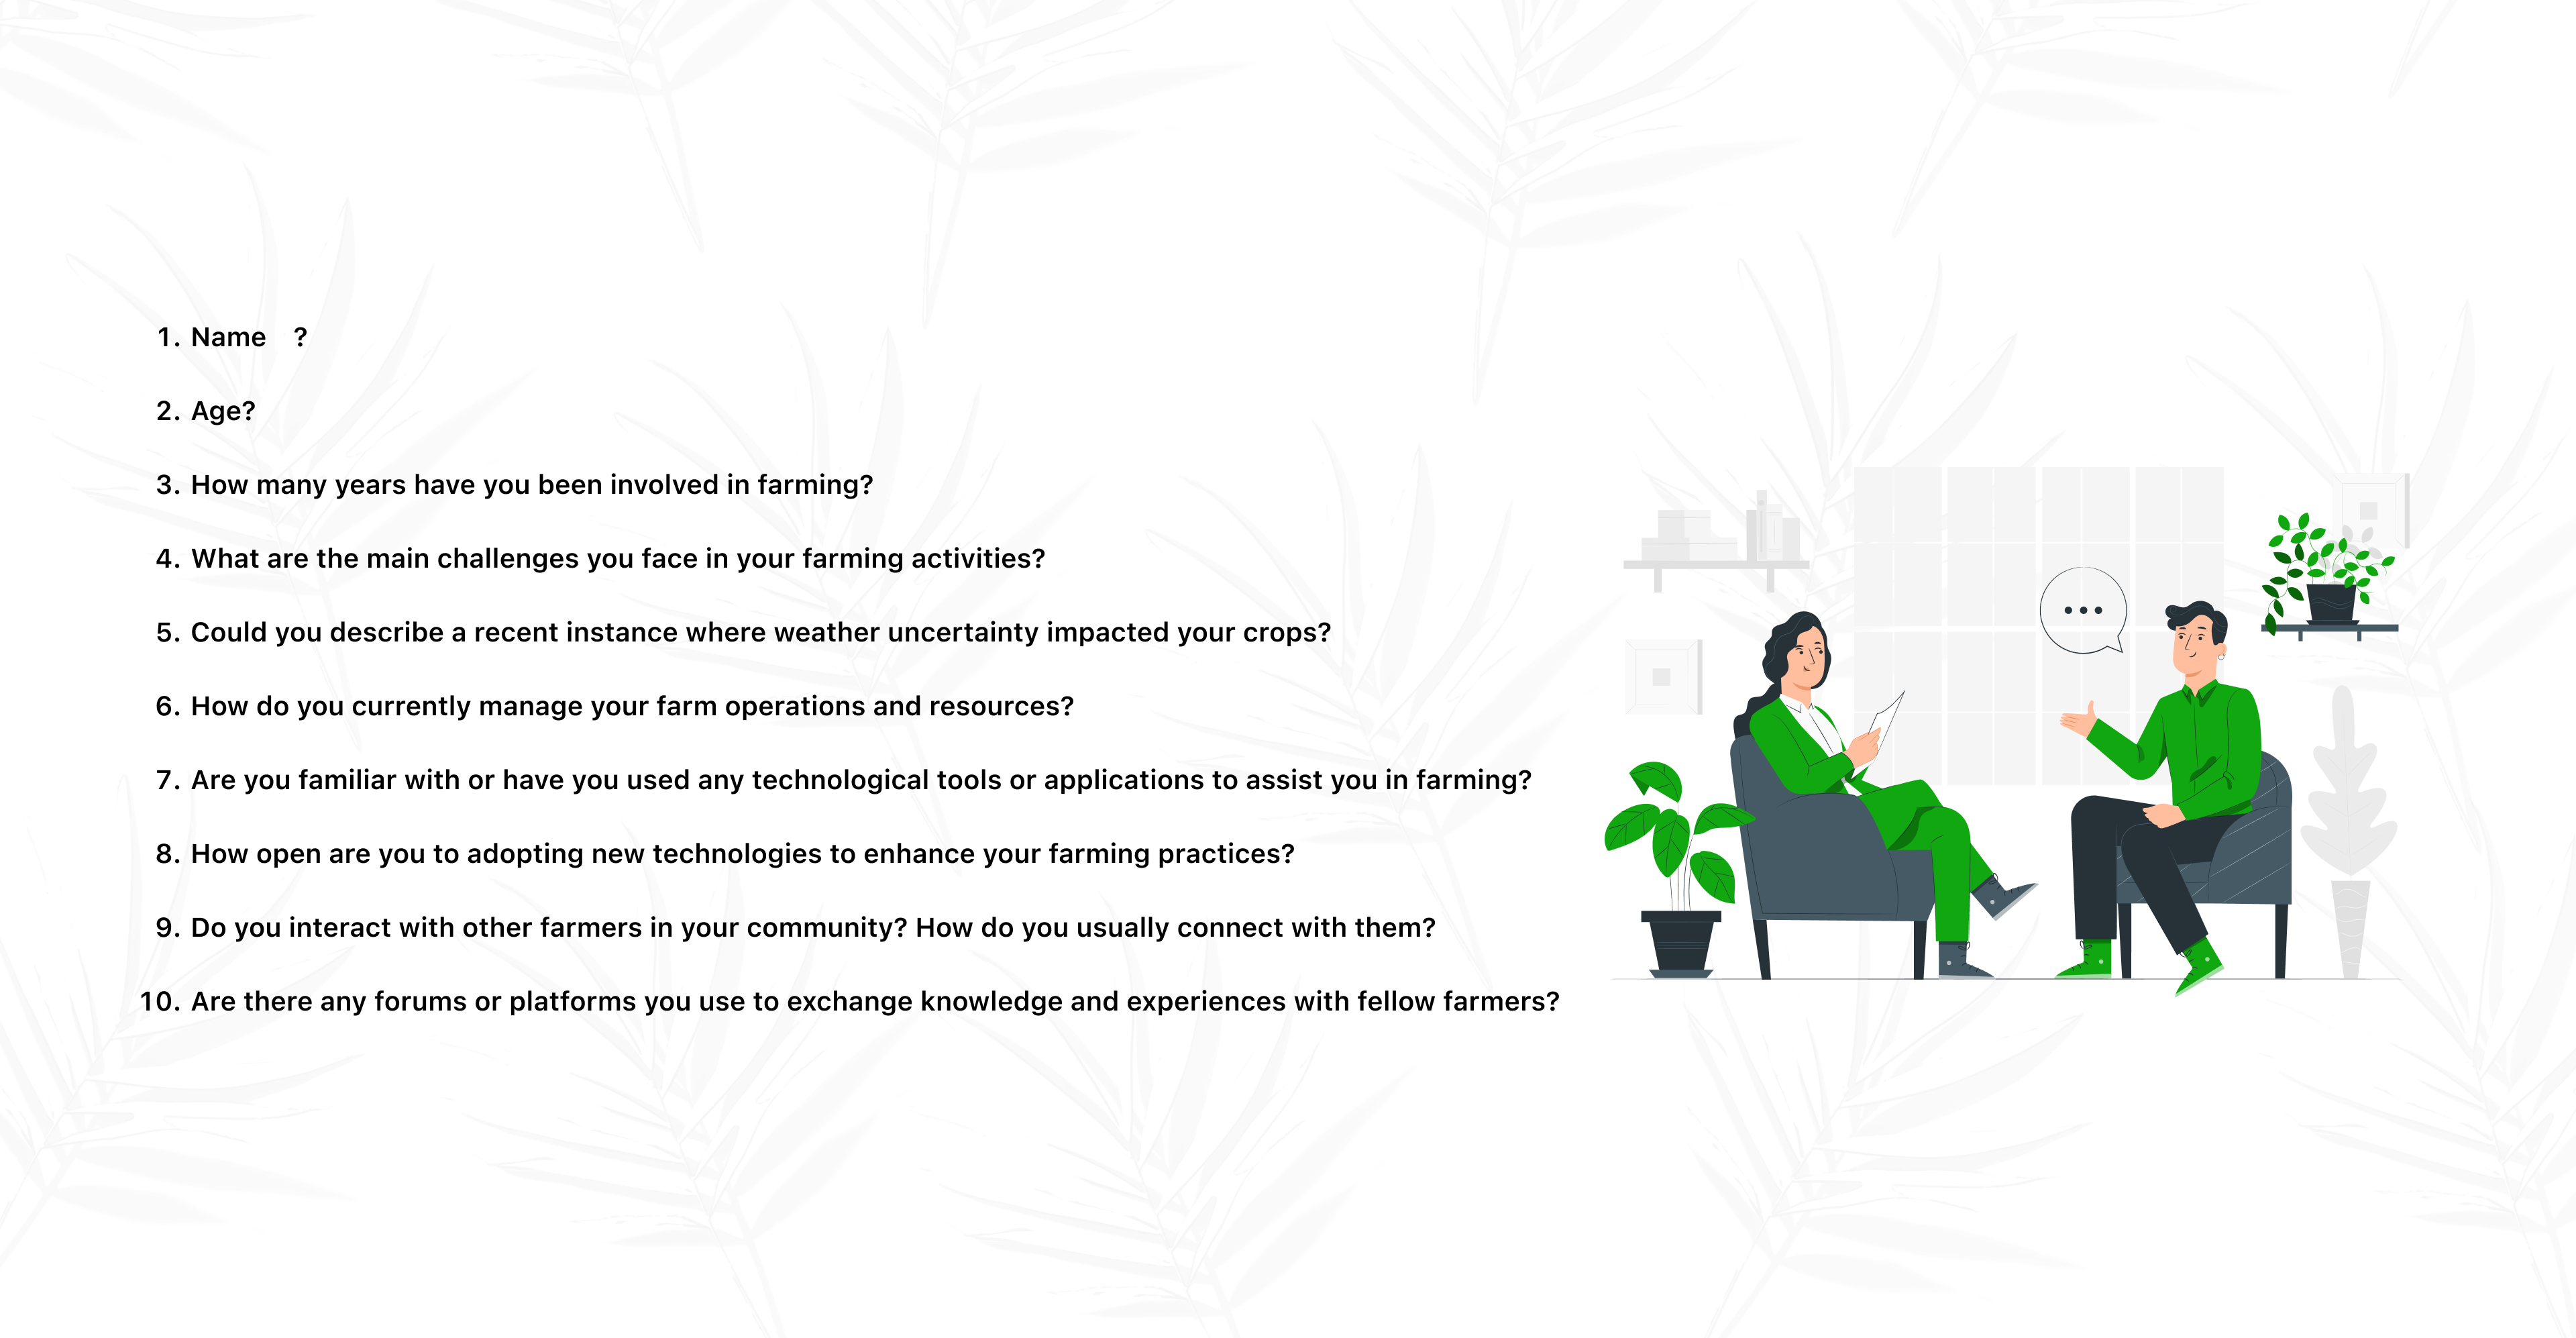 1. Name ?
2. Age?
3. How many years have you been involved in farming?
4. What are the main challenges you face in your farming activities?
5. Could you describe a recent instance where weather uncertainty impacted your crops?
6. How do you currently manage your farm operations and resources?
7. Are you familiar with or have you used any technological tools or applications to assist you in farming?
8. How open are you to adopting new technologies to enhance your farming practices?
9. Do you interact with other farmers in your community? How do you usually connect with them?
10. Are there any forums or platforms you use to exchange knowledge and experiences with fellow farmers?